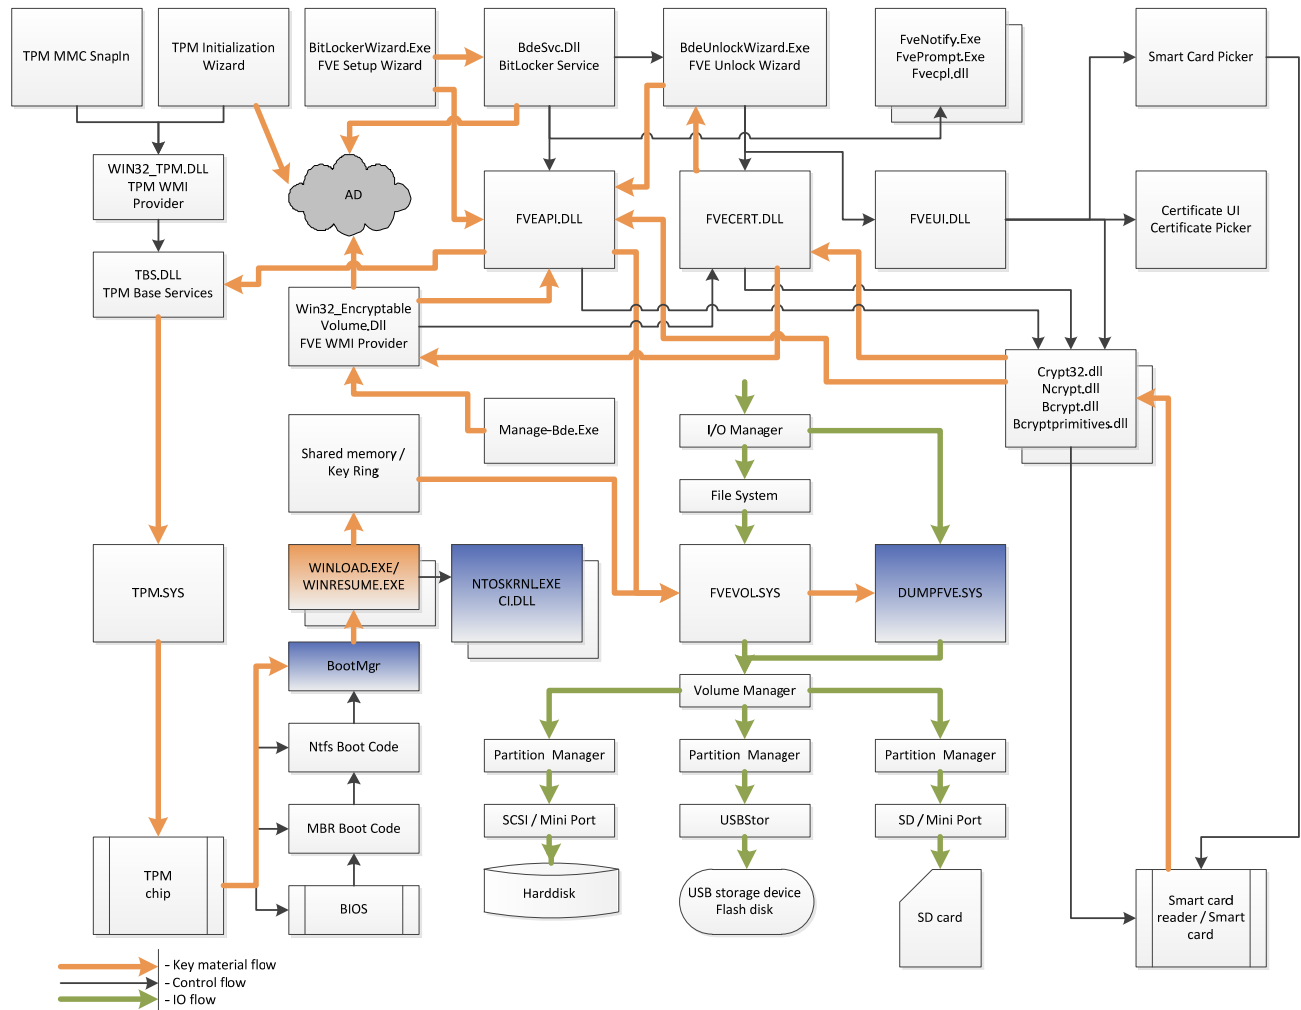 TPM MMC SnapIn
TPM Initialization
Wizard
BitLockerWizard.Exe
FVE Setup Wizard
BdeSvc.Dll
BitLocker Service
BdeUnlockWizard.Exe
FVE Unlock Wizard
FveNotify.Exe
FvePrompt.Exe
Fvecpl.dll
Smart Card Picker
WIN32_TPM.DLL
TPM WMI
Provider
AD
FVEAPI.DLL
FVECERT.DLL
FVEUI.DLL
Certificate UI
Certificate Picker
TBS.DLL
TPM Base Services
Win32_Encryptable
Volume.Dll
FVE WMI Provider
Crypt32.dll
Ncrypt.dll
Bcrypt.dll
Bcryptprimitives.dll
Manage-Bde.Exe
I/O Manager
Shared memory /
Key Ring
File System
WINLOAD.EXE/
WINRESUME.EXE
NTOSKRNL.EXE
CI.DLL
TPM.SYS
FVEVOL.SYS
DUMPFVE.SYS
BootMgr
Volume Manager
Ntfs Boot Code
Partition Manager
Partition Manager
Partition Manager
MBR Boot Code
SCSI / Mini Port
USBStor
SD / Mini Port
TPM
chip
BIOS
Harddisk
USB storage device
Flash disk
SD card
Smart card
reader / Smart
card
- Key material flow
- Control flow
- IO flow